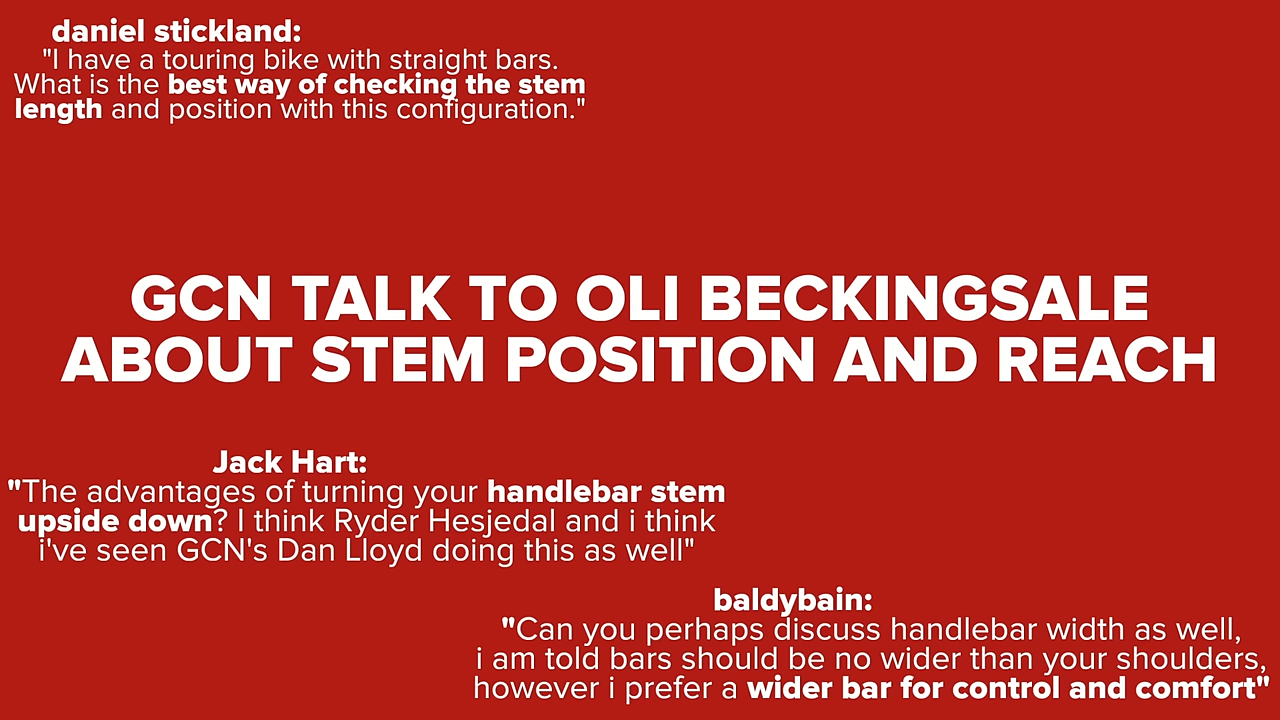 daniel stickland:
"I have a touring bike with straight bars.
What is the best way of checking the stem
length and position with this configuration."
GCN TALK TO OLI BECKINGSALE
ABOUT STEM POSITION AND REACH
Jack Hart:
"The advantages of turning your handlebar stem
upside down? I think Ryder Hesjedal and i think
i've seen GCN's Dan Lloyd doing this as well"
baldybain:
"Can you perhaps discuss handlebar width as well,
i am told bars should be no wider than your shoulders,
however i prefer a wider bar for control and comfort"